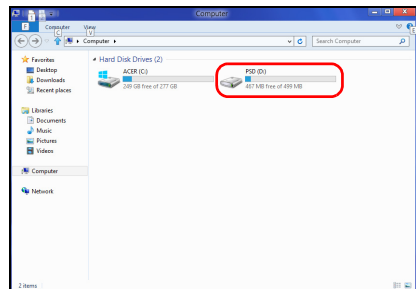 Computer
1
F
Computer
View
C
V
E
Computer
Search Computer
Favorites
Desktop
Downloads
Recent places
Libraries
Documents
Music
Pictures
Videos
Computer
Network
Hard Disk Drives (2)
ACER (C:)
249 GB free of 277 GB
PSD (D:)
467 MB free of 499 MB
2 items